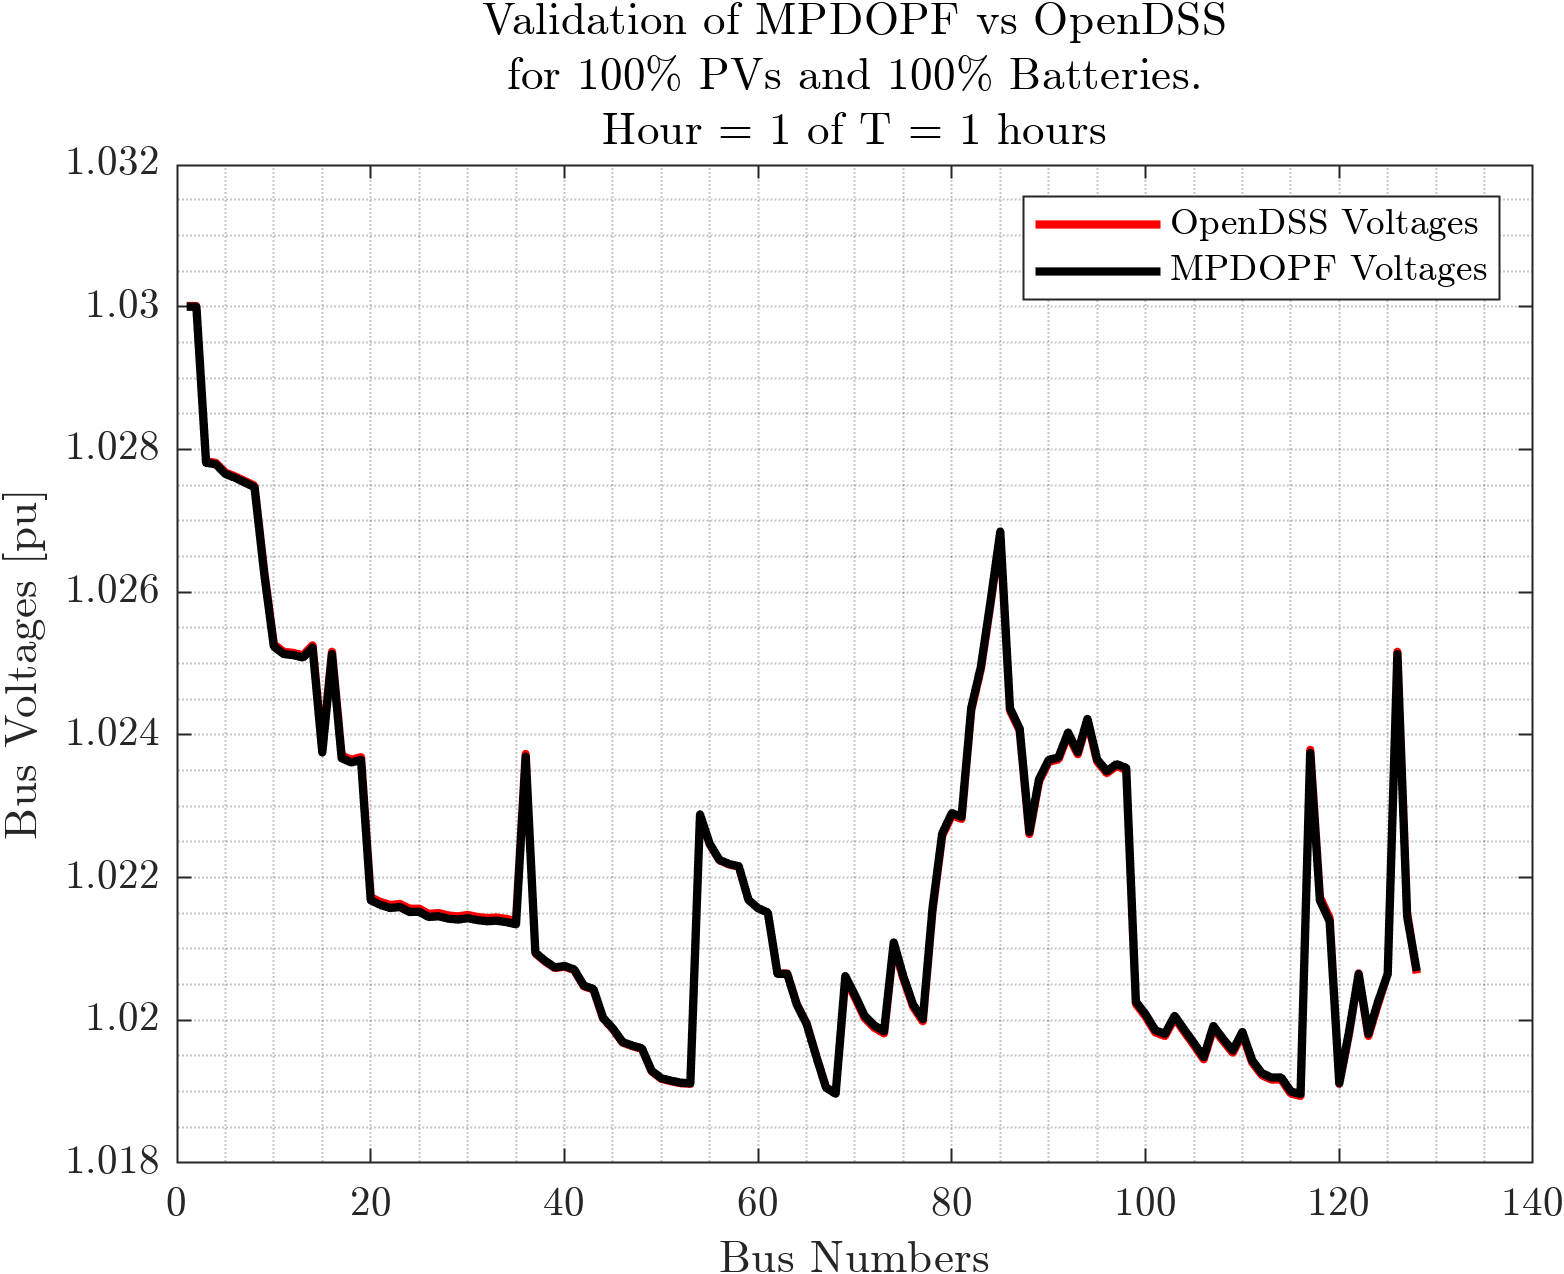 Validation of MPDOPF vs OpenDSS
for 100% PVs and 100% Batteries.
Hour = 1 of T = 1 hours
1.032
1.03
1.028
1.026
1.024
1.022
1.02
1.018
Bus Voltages [pu]
OpenDSS Voltages
MPDOPF Voltages
0 20 40 60 80 100 120 140
Bus Numbers